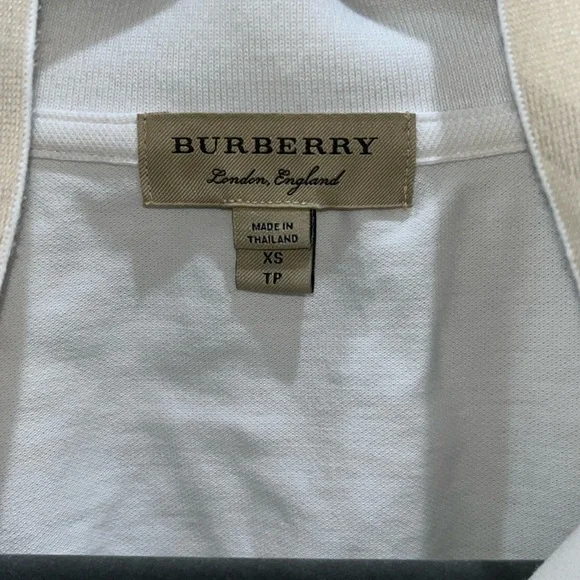 BURBERRY
London, England
MADE IN
THAILAND
XS
TP